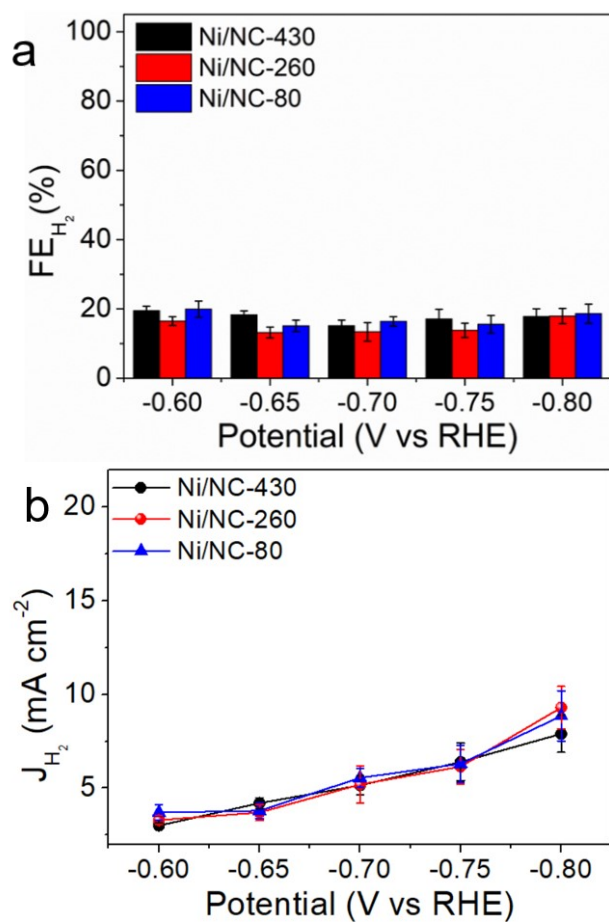 a
Ni/NC-430
Ni/NC-260
Ni/NC-80
FE_H₂ (%)
100
80
60
40
20
0
-0.60 -0.65 -0.70 -0.75 -0.80
Potential (V vs RHE)
b
Ni/NC-430
Ni/NC-260
Ni/NC-80
J_H₂ (mA cm⁻²)
20
15
10
5
-0.60 -0.65 -0.70 -0.75 -0.80
Potential (V vs RHE)